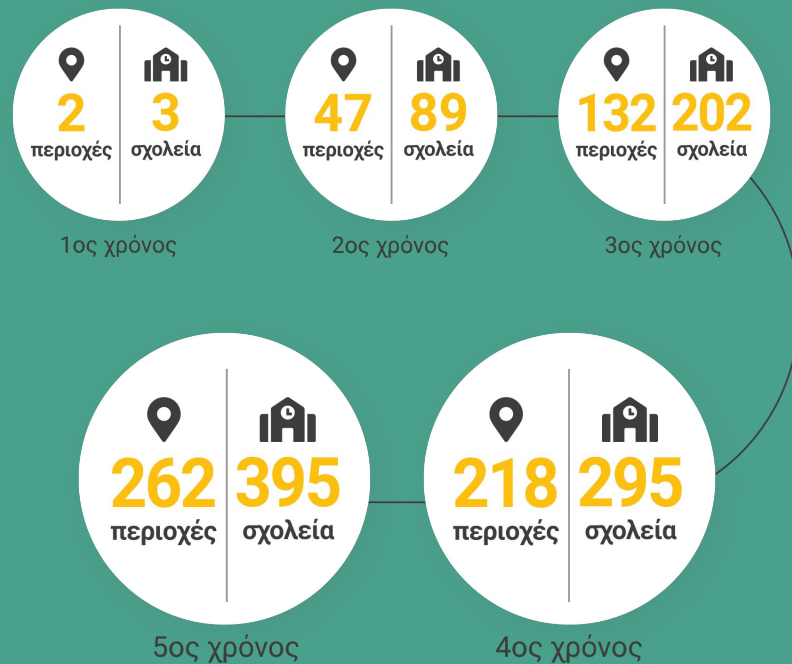 2
περιοχές
3
σχολεία
1ος χρόνος
47
περιοχές
89
σχολεία
2ος χρόνος
132
περιοχές
202
σχολεία
3ος χρόνος
218
περιοχές
295
σχολεία
4ος χρόνος
262
περιοχές
395
σχολεία
5ος χρόνος